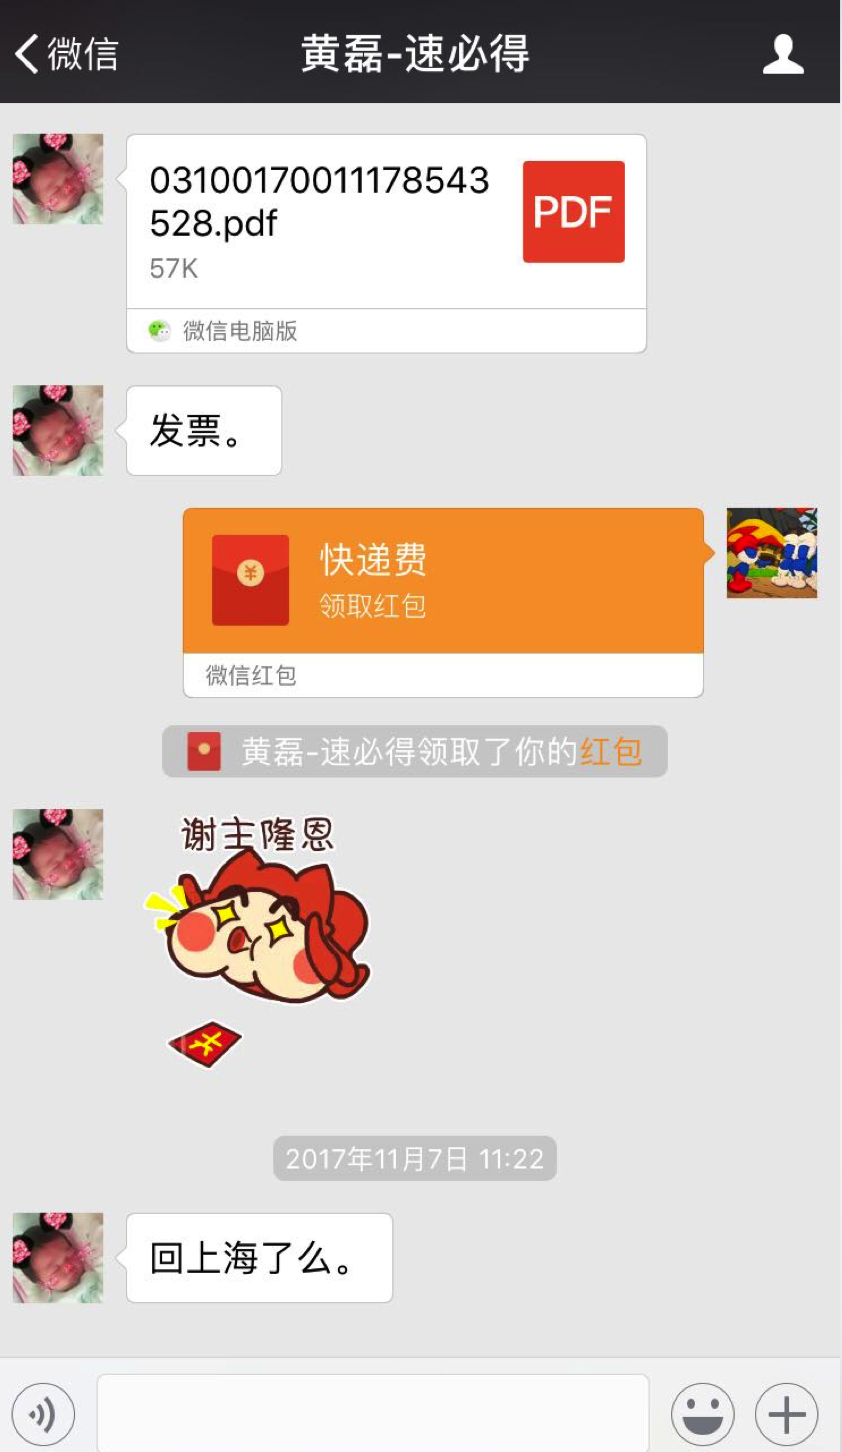 微信
黄磊-速必得
03100170011178543
528.pdf
57K
PDF
微信电脑版
发票。
快递费
领取红包
微信红包
黄磊-速必得领取了你的红包
谢主隆恩
2017年11月7日 11:22
回上海了么。